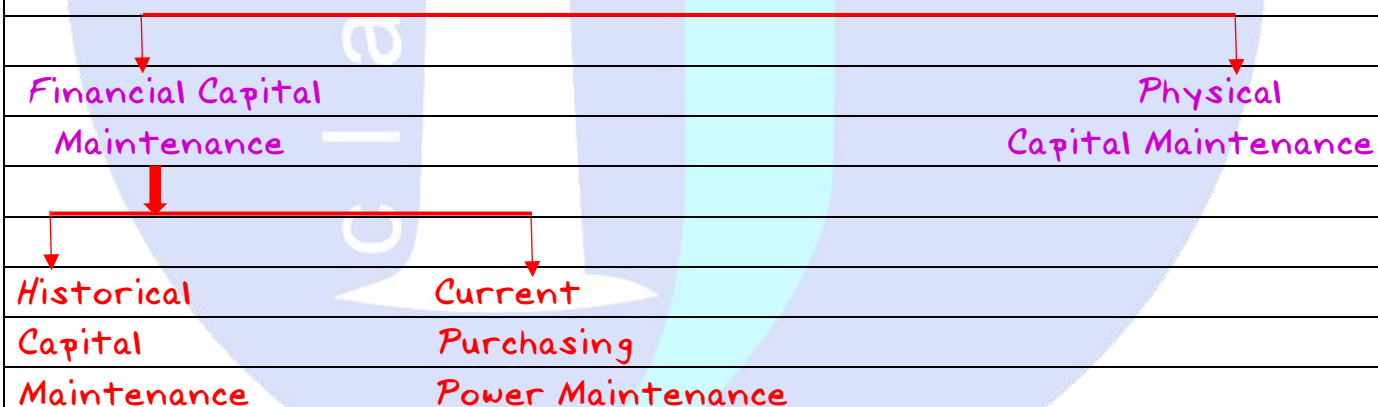 Financial Capital Physical
Maintenance Capital Maintenance
Historical Current
Capital Purchasing
Maintenance Power Maintenance
c l a